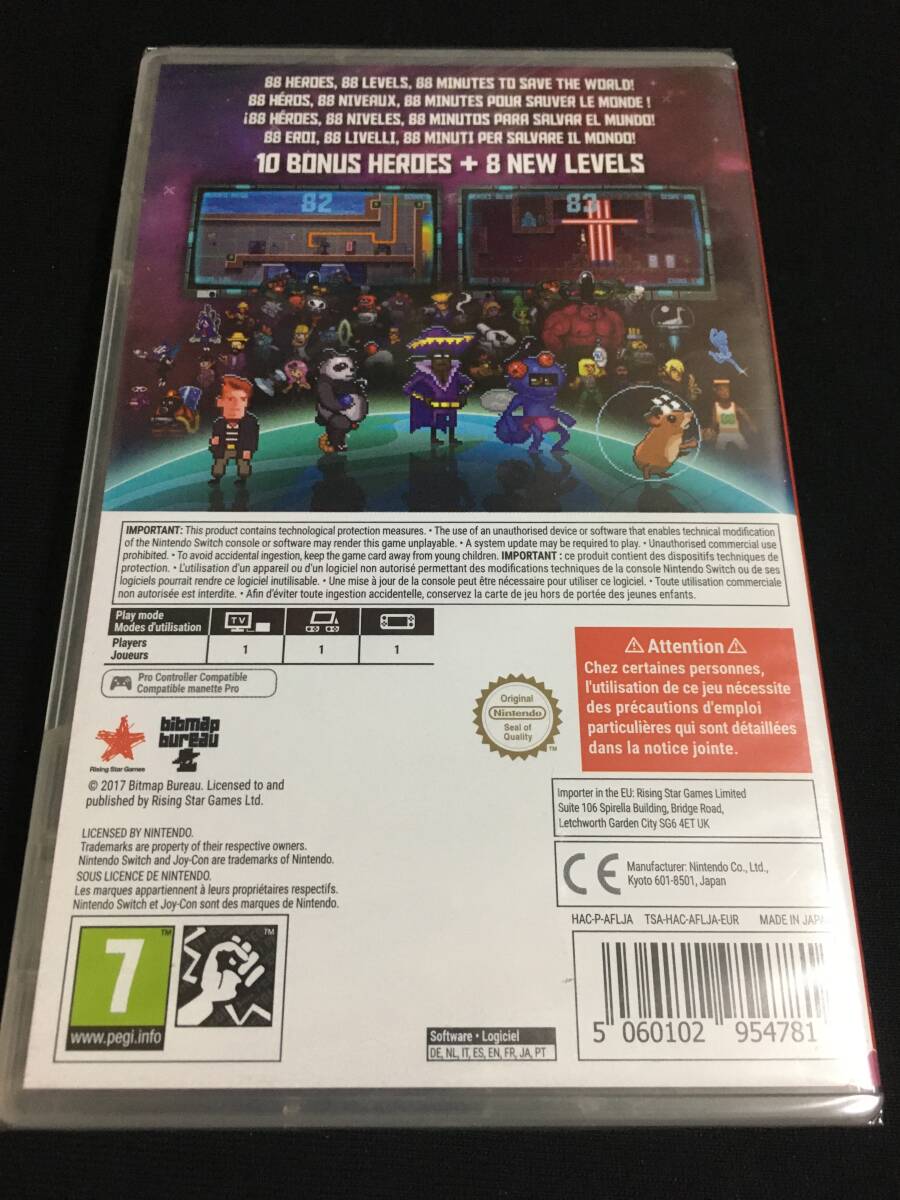 88 HEROES, 88 LEVELS, 88 MINUTES TO SAVE THE WORLD!
88 HÉROS, 88 NIVEAUX, 88 MINUTES POUR SAUVER LE MONDE !
¡88 HÉROES, 88 NIVELES, 88 MINUTOS PARA SALVAR EL MUNDO!
88 EROI, 88 LIVELLI, 88 MINUTI PER SALVARE IL MONDO!
10 BONUS HEROES + 8 NEW LEVELS
82
IMPORTANT: This product contains technological protection measures. • The use of an unauthorised device or software that enables technical modification
of the Nintendo Switch console or software may render this game unplayable. • A system update may be required to play. • Unauthorised commercial use
prohibited. • To avoid accidental ingestion, keep the game card away from young children. IMPORTANT : ce produit contient des dispositifs techniques de
protection. • L'utilisation d'un appareil ou d'un logiciel non autorisé permettant des modifications techniques de la console Nintendo Switch ou de ses
logiciels pourrait rendre ce logiciel inutilisable. • Une mise à jour de la console peut être nécessaire pour utiliser ce logiciel. • Toute utilisation commerciale
non autorisée est interdite. • Afin d'éviter toute ingestion accidentelle, conservez la carte de jeu hors de portée des jeunes enfants.
Play mode
Modes d'utilisation
TV
Players
Joueurs
1 1 1
Pro Controller Compatible
Compatible manette Pro
Attention
Chez certaines personnes,
l'utilisation de ce jeu nécessite
des précautions d'emploi
particulières qui sont détaillées
dans la notice jointe.
Original
Nintendo
Seal of
Quality
TM
Rising Star Games
bitmap
bureau
© 2017 Bitmap Bureau. Licensed to and
published by Rising Star Games Ltd.
Importer in the EU: Rising Star Games Limited
Suite 106 Spirella Building, Bridge Road,
Letchworth Garden City SG6 4ET UK
LICENSED BY NINTENDO.
Trademarks are property of their respective owners.
Nintendo Switch and Joy-Con are trademarks of Nintendo.
SOUS LICENCE DE NINTENDO.
Les marques appartiennent à leurs propriétaires respectifs.
Nintendo Switch et Joy-Con sont des marques de Nintendo.
CE
Manufacturer: Nintendo Co., Ltd.,
Kyoto 601-8501, Japan
HAC-P-AFLJA TSA-HAC-AFLJA-EUR MADE IN JAPA
7
TM
www.pegi.info
TM
Software • Logiciel
DE, NL, IT, ES, EN, FR, JA, PT
5 060102 954781